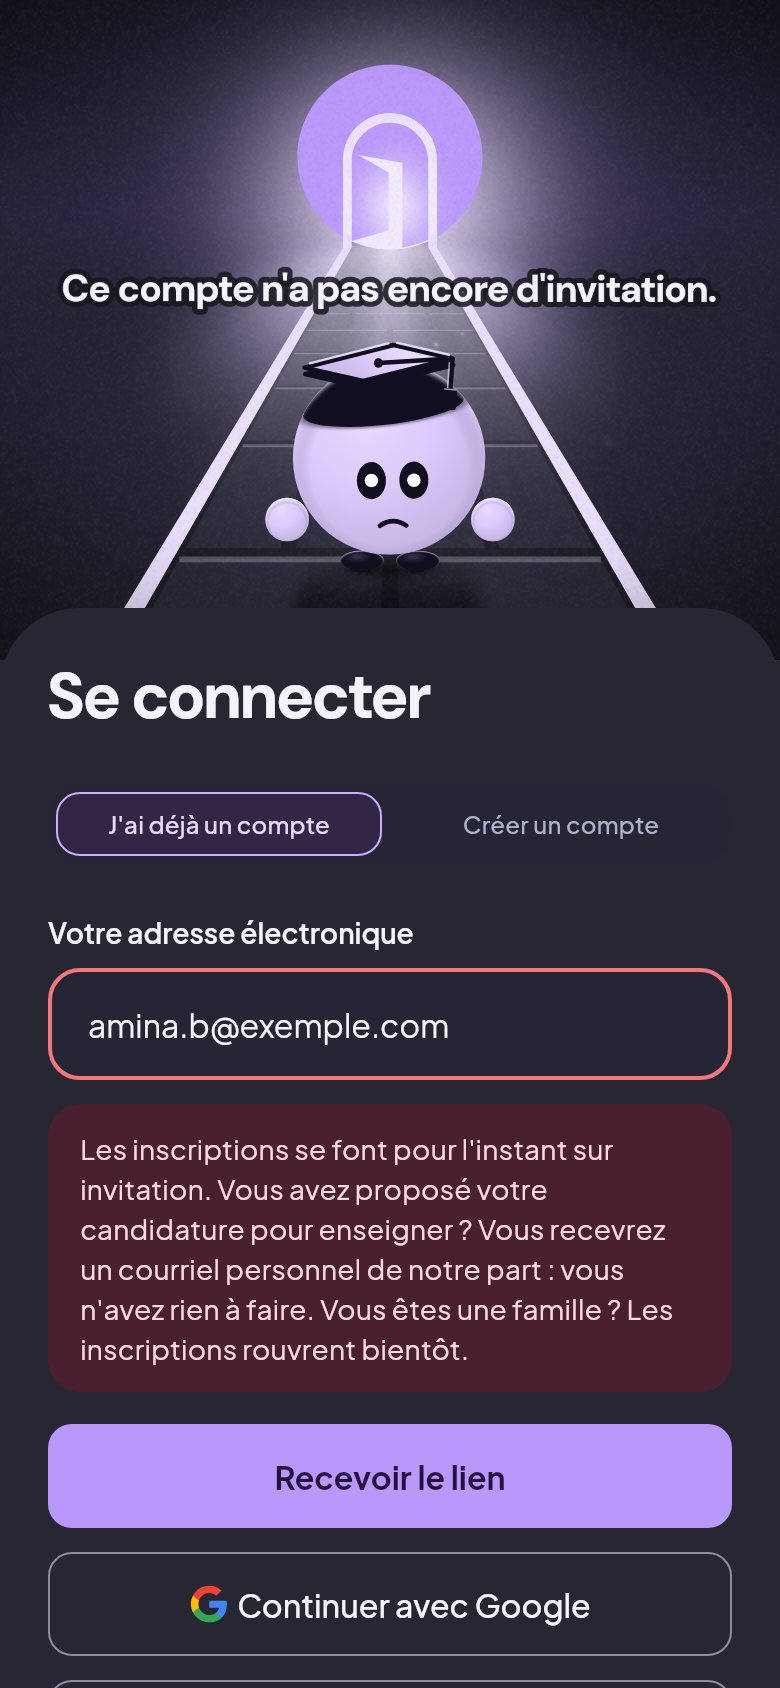 Ce compte n'a pas encore d'invitation.
Se connecter
J'ai déjà un compte
Créer un compte
Votre adresse électronique
amina.b@exemple.com
Les inscriptions se font pour l'instant sur
invitation. Vous avez proposé votre
candidature pour enseigner ? Vous recevrez
un courriel personnel de notre part : vous
n'avez rien à faire. Vous êtes une famille ? Les
inscriptions rouvrent bientôt.
Recevoir le lien
Continuer avec Google